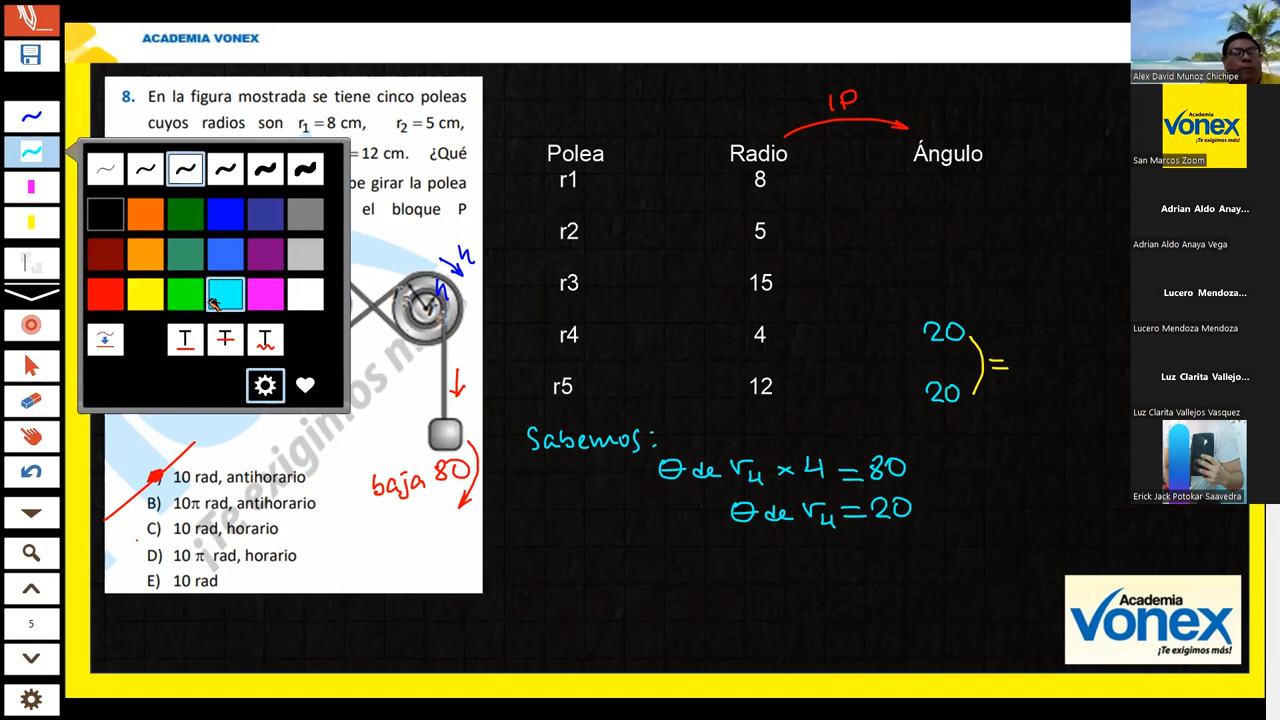 ACADEMIA VONEX
8. En la figura mostrada se tiene cinco poleas
cuyos radios son r1 = 8 cm, r2 = 5 cm,
= 12 cm. ¿Qué
be girar la polea
el bloque P
h
h
baja 80
¡Te exigimos m
10 rad, antihorario
B) 10π rad, antihorario
C) 10 rad, horario
D) 10 π rad, horario
E) 10 rad
IP
Polea Radio Ángulo
r1 8
r2 5
r3 15
r4 4 20
r5 12 20
=
Sabemos:
θ de r4 × 4 = 80
θ de r4 = 20
Academia
Vonex
¡Te exigimos más!
5
Alex David Munoz Chichipe
Academia
Vonex
¡Te exigimos más!
San Marcos Zoom
Adrian Aldo Anay...
Adrian Aldo Anaya Vega
Lucero Mendoza...
Lucero Mendoza Mendoza
Luz Clarita Vallejo...
Luz Clarita Vallejos Vasquez
Erick Jack Potokar Saavedra